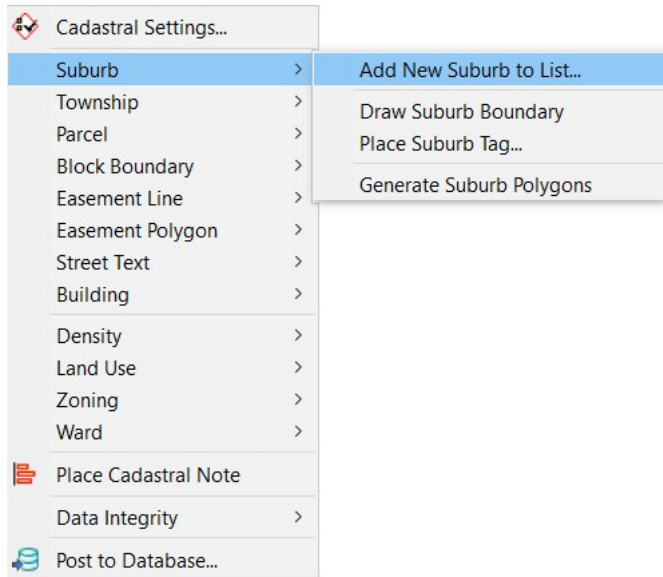 Cadastral Settings...
Suburb
Township
Parcel
Block Boundary
Easement Line
Easement Polygon
Street Text
Building
Density
Land Use
Zoning
Ward
Place Cadastral Note
Data Integrity
Post to Database...
Add New Suburb to List...
Draw Suburb Boundary
Place Suburb Tag...
Generate Suburb Polygons